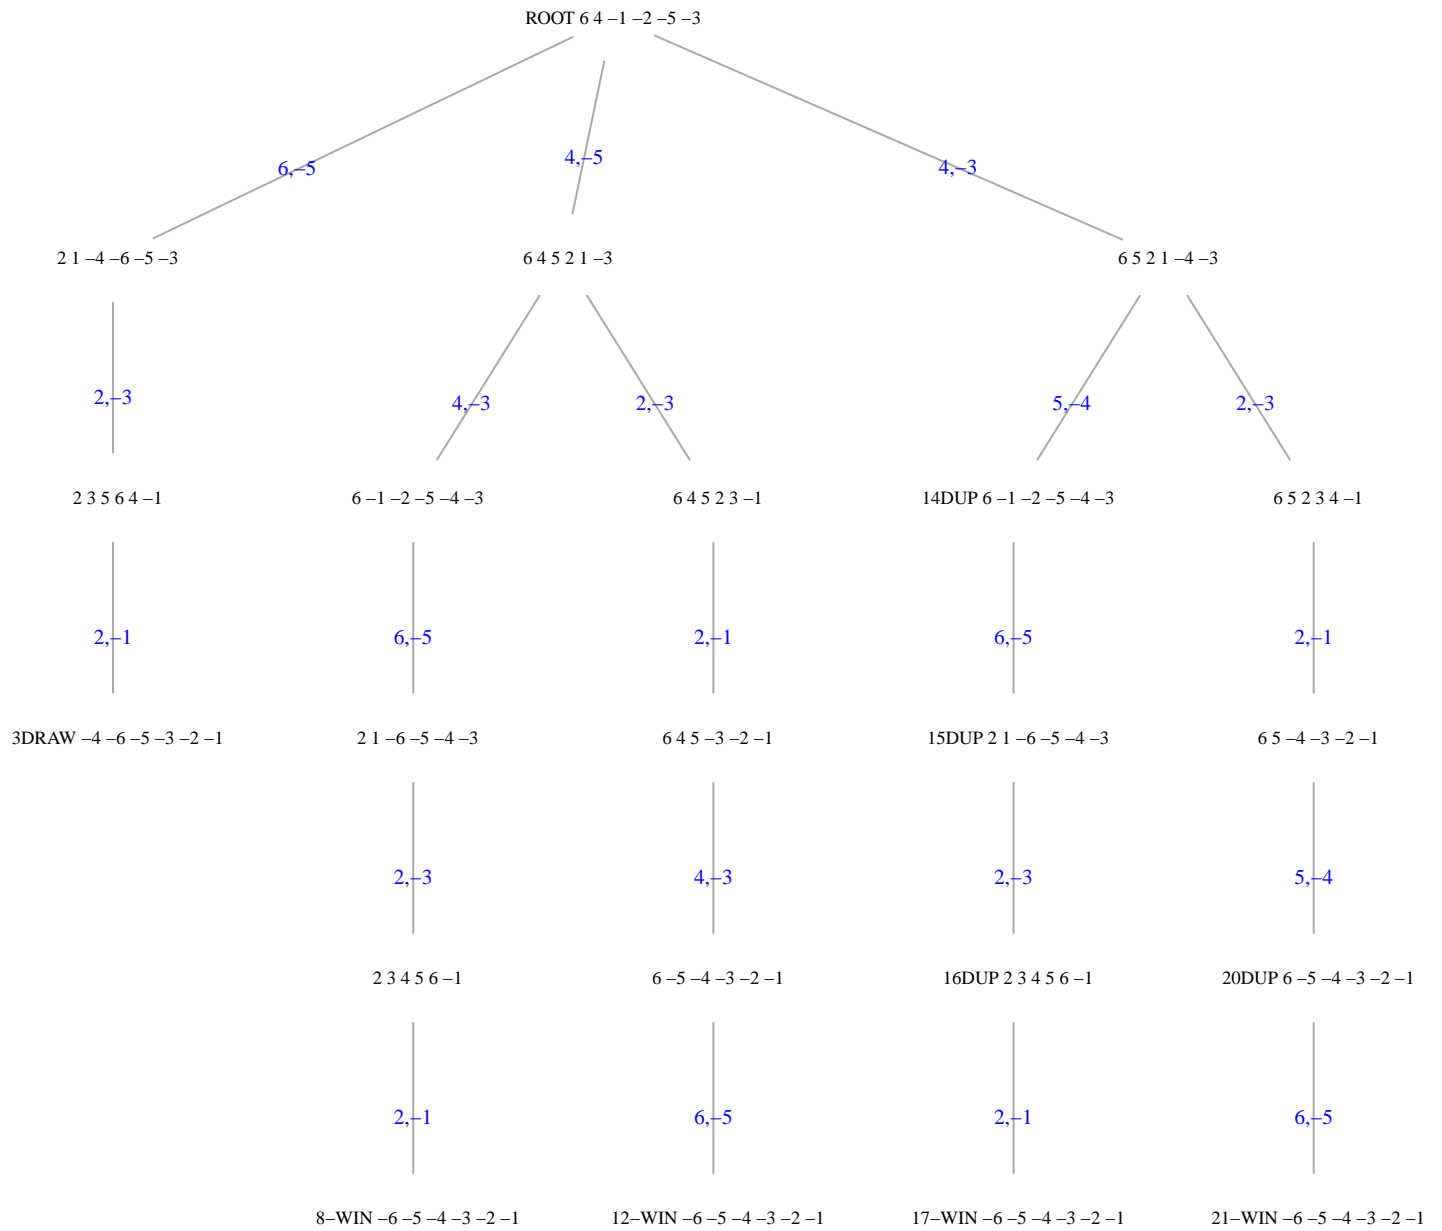 ROOT 6 4 –1 –2 –5 –3
6,–5 4,–5 4,–3
2 1 –4 –6 –5 –3 6 4 5 2 1 –3 6 5 2 1 –4 –3
2,–3 4,–3 2,–3 5,–4 2,–3
2 3 5 6 4 –1 6 –1 –2 –5 –4 –3 6 4 5 2 3 –1 14DUP 6 –1 –2 –5 –4 –3 6 5 2 3 4 –1
2,–1 6,–5 2,–1 6,–5 2,–1
3DRAW –4 –6 –5 –3 –2 –1 2 1 –6 –5 –4 –3 6 4 5 –3 –2 –1 15DUP 2 1 –6 –5 –4 –3 6 5 –4 –3 –2 –1
2,–3 4,–3 2,–3 5,–4
2 3 4 5 6 –1 6 –5 –4 –3 –2 –1 16DUP 2 3 4 5 6 –1 20DUP 6 –5 –4 –3 –2 –1
2,–1 6,–5 2,–1 6,–5
8–WIN –6 –5 –4 –3 –2 –1 12–WIN –6 –5 –4 –3 –2 –1 17–WIN –6 –5 –4 –3 –2 –1 21–WIN –6 –5 –4 –3 –2 –1